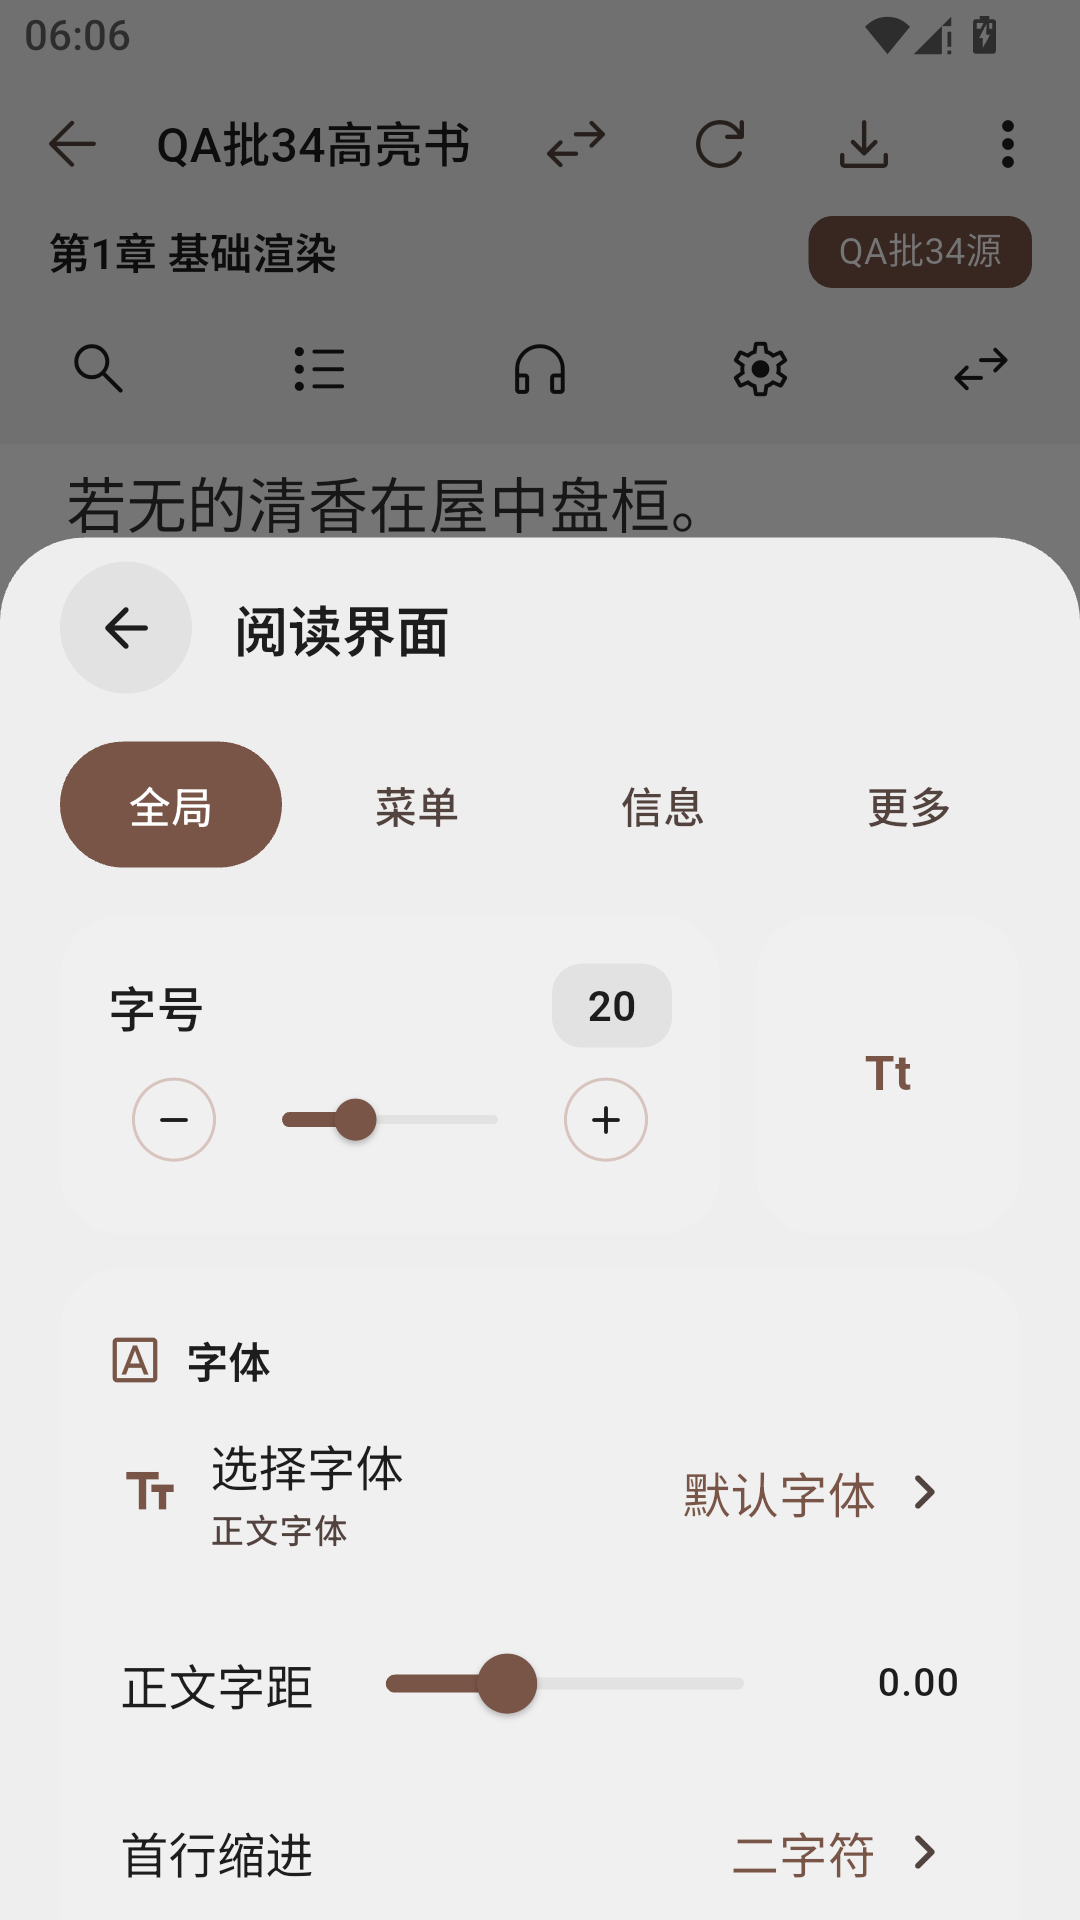 06:06
QA批34高亮书
第1章 基础渲染
QA批34源
若无的清香在屋中盘桓。
阅读界面
全局
菜单
信息
更多
字号
20
Tt
字体
选择字体
正文字体
默认字体
正文字距
0.00
首行缩进
二字符